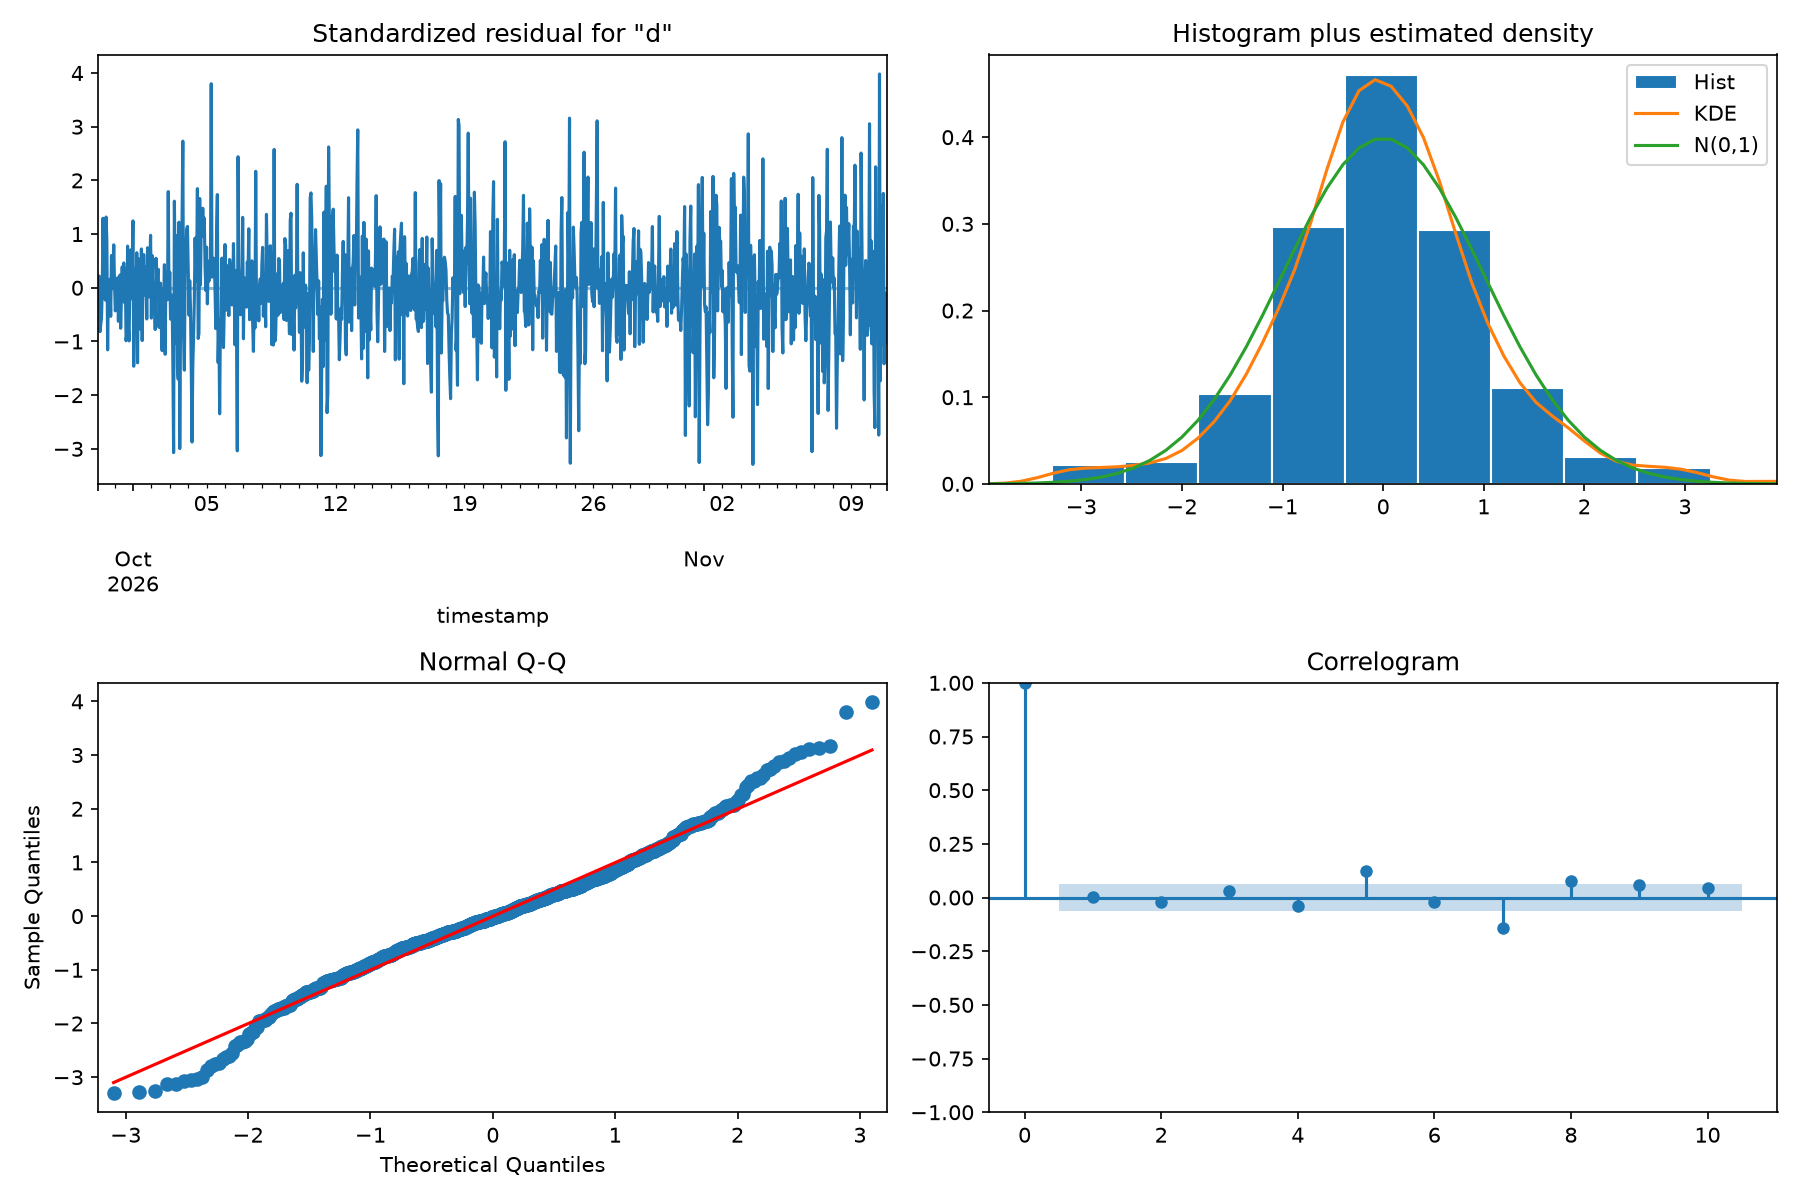 Standardized residual for "d"
4
3
2
1
0
−1
−2
−3
05 12 19 26 02 09
Oct Nov
2026
timestamp
Histogram plus estimated density
Hist
KDE
N(0,1)
0.4
0.3
0.2
0.1
0.0
−3 −2 −1 0 1 2 3
Normal Q-Q
Sample Quantiles
4
3
2
1
0
−1
−2
−3
−3 −2 −1 0 1 2 3
Theoretical Quantiles
Correlogram
1.00
0.75
0.50
0.25
0.00
−0.25
−0.50
−0.75
−1.00
0 2 4 6 8 10